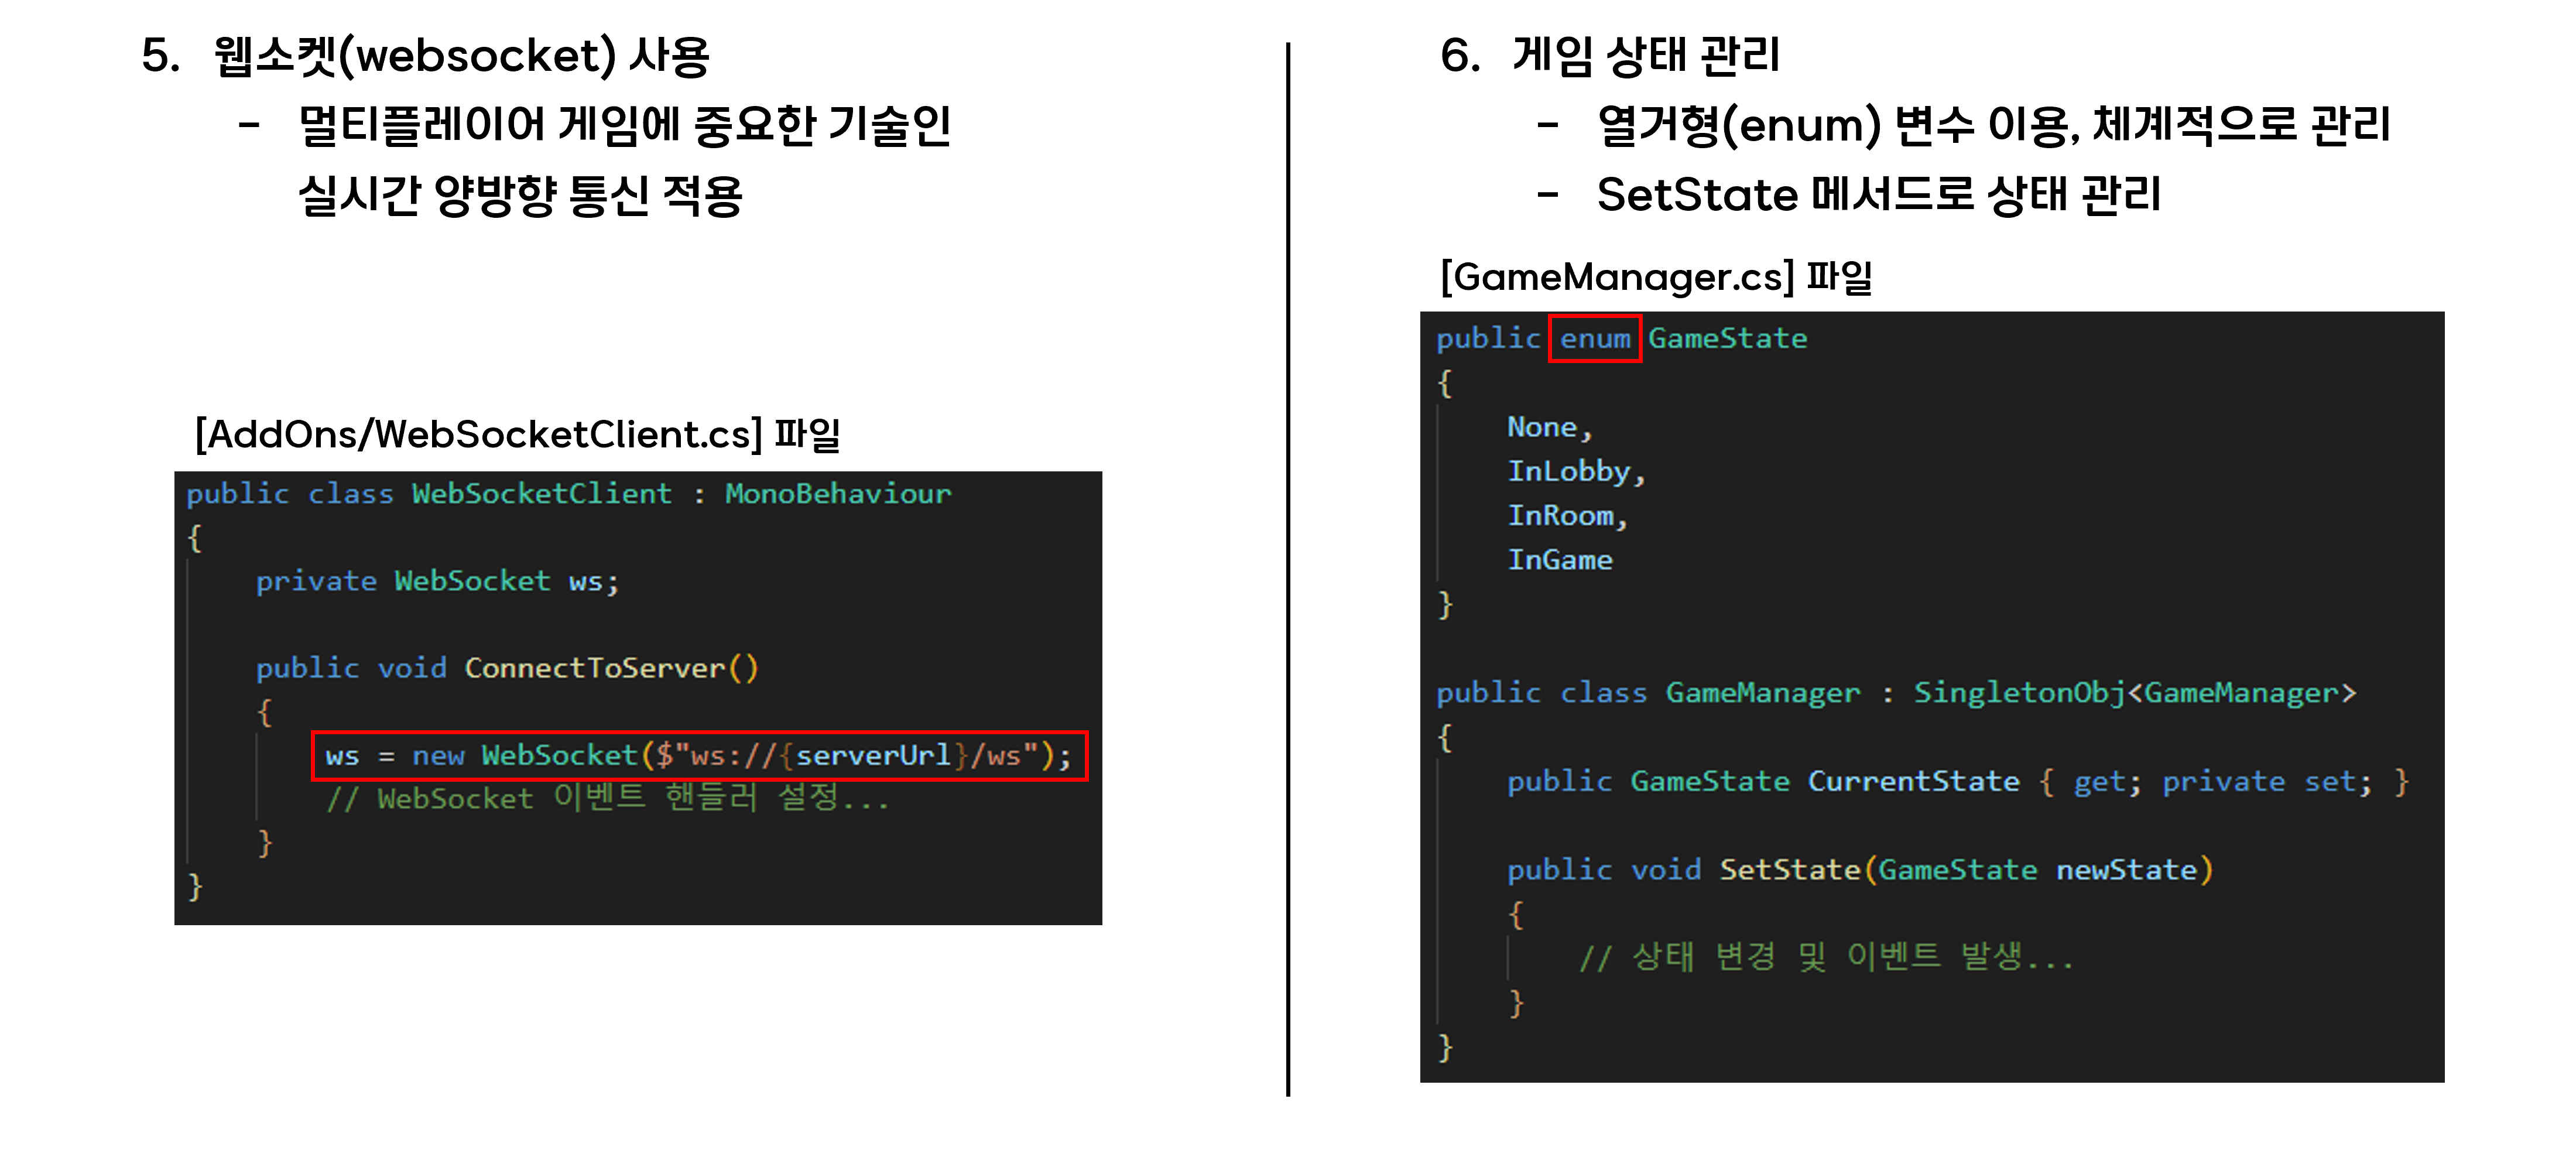 5. 웹소켓(websocket) 사용
- 멀티플레이어 게임에 중요한 기술인
실시간 양방향 통신 적용
[AddOns/WebSocketClient.cs] 파일
public class WebSocketClient : MonoBehaviour
{
    private WebSocket ws;
    public void ConnectToServer()
    {
        ws = new WebSocket($"ws://{serverUrl}/ws");
        // WebSocket 이벤트 핸들러 설정...
    }
}
6. 게임 상태 관리
- 열거형(enum) 변수 이용, 체계적으로 관리
- SetState 메서드로 상태 관리
[GameManager.cs] 파일
public enum GameState
{
    None,
    InLobby,
    InRoom,
    InGame
}
public class GameManager : SingletonObj<GameManager>
{
    public GameState CurrentState { get; private set; }
    public void SetState(GameState newState)
    {
        // 상태 변경 및 이벤트 발생...
    }
}